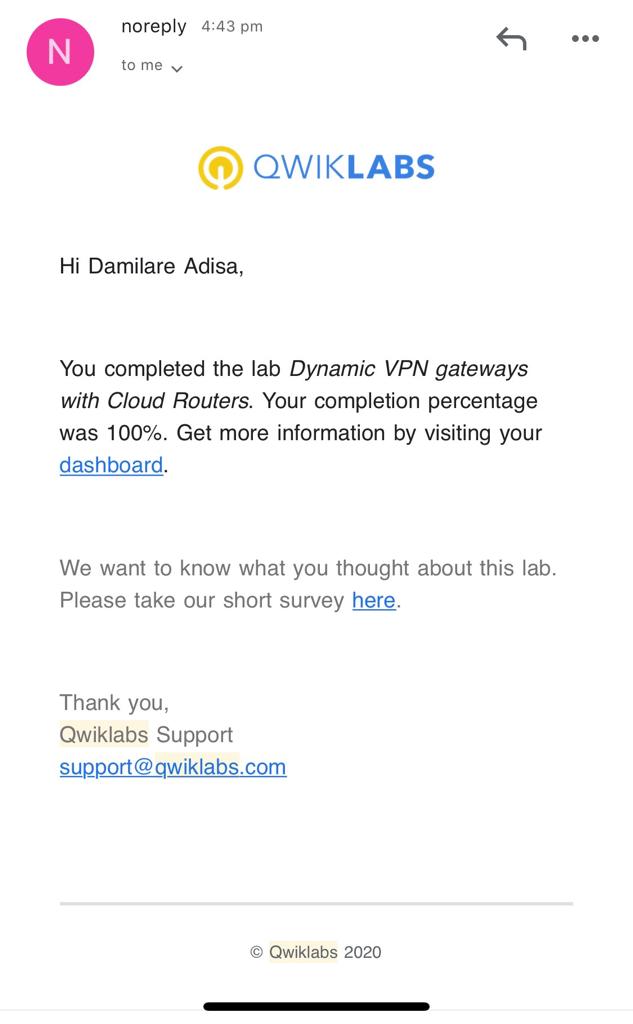 N
noreply 4:43 pm
to me
QWIKLABS
Hi Damilare Adisa,
You completed the lab Dynamic VPN gateways
with Cloud Routers. Your completion percentage
was 100%. Get more information by visiting your
dashboard.
We want to know what you thought about this lab.
Please take our short survey here.
Thank you,
Qwiklabs Support
support@qwiklabs.com
© Qwiklabs 2020